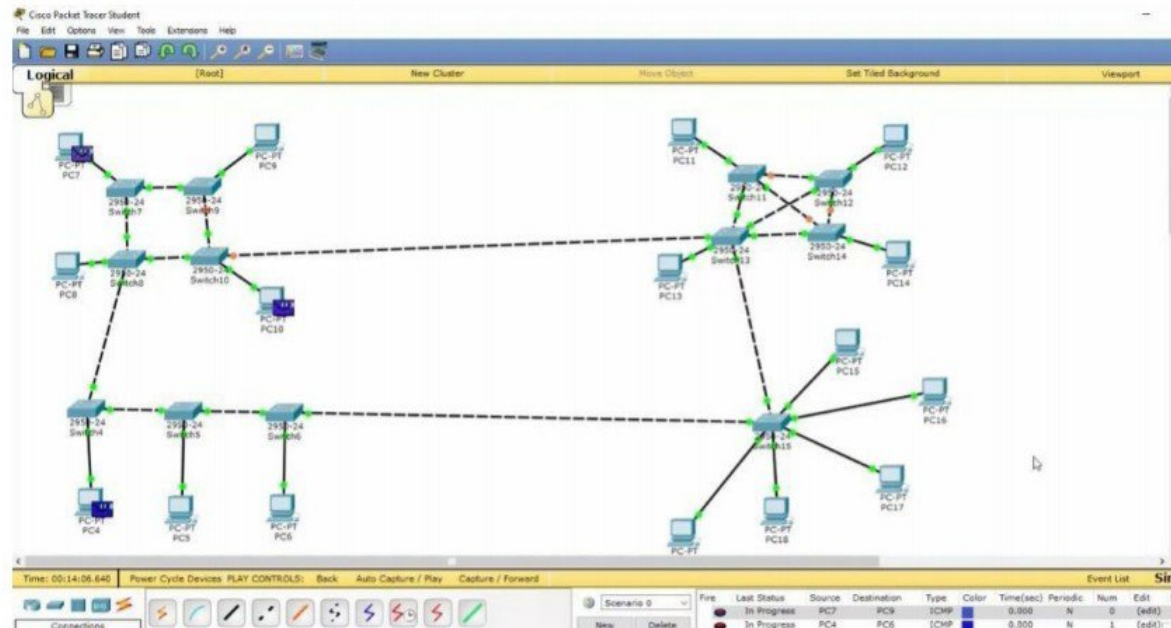 Cisco Packet Tracer Student
File Edit Options View Tools Extensions Help
Logical [Root] New Cluster Move Object Set Tiled Background Viewport
PC-PT
PC7
PC-PT
PC9
2950-24
Switch7
2950-24
Switch9
PC-PT
PC8
2950-24
Switch8
2950-24
Switch10
PC-PT
PC10
PC-PT
PC11
PC-PT
PC12
2950-24
Switch11
2950-24
Switch12
2950-24
Switch13
2950-24
Switch14
PC-PT
PC13
PC-PT
PC14
PC-PT
PC15
PC-PT
PC16
2950-24
Switch4
2950-24
Switch5
2950-24
Switch6
2950-24
Switch15
PC-PT
PC4
PC-PT
PC5
PC-PT
PC6
PC-PT
PC-PT
PC18
PC-PT
PC17
Time: 00:14:06.640 Power Cycle Devices PLAY CONTROLS: Back Auto Capture / Play Capture / Forward Event List Sir
Connections
Scenario 0
New Delete
Fire Last Status Source Destination Type Color Time(sec) Periodic Num Edit
In Progress PC7 PC9 ICMP 0.000 N 0 (edit)
In Progress PC4 PC6 ICMP 0.000 N 1 (edit)